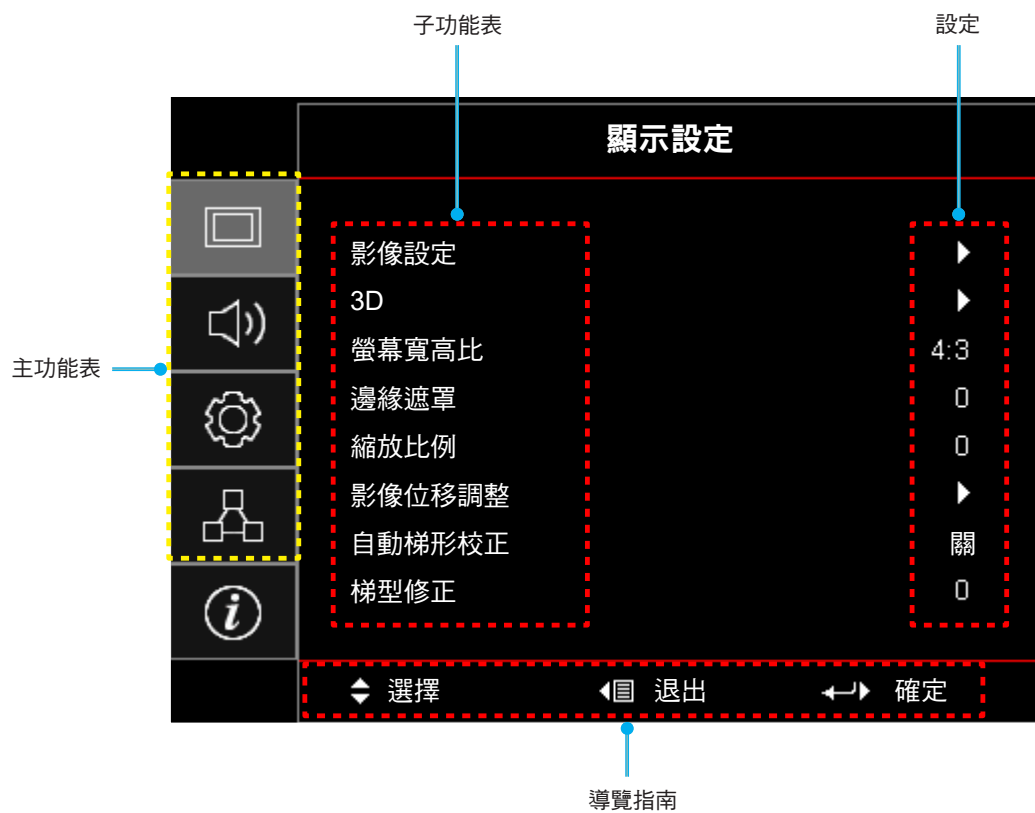 子功能表
設定
顯示設定
影像設定
3D
螢幕寬高比 4:3
邊緣遮罩 0
縮放比例 0
影像位移調整
自動梯形校正 關
梯型修正 0
主功能表
選擇 退出 確定
導覽指南